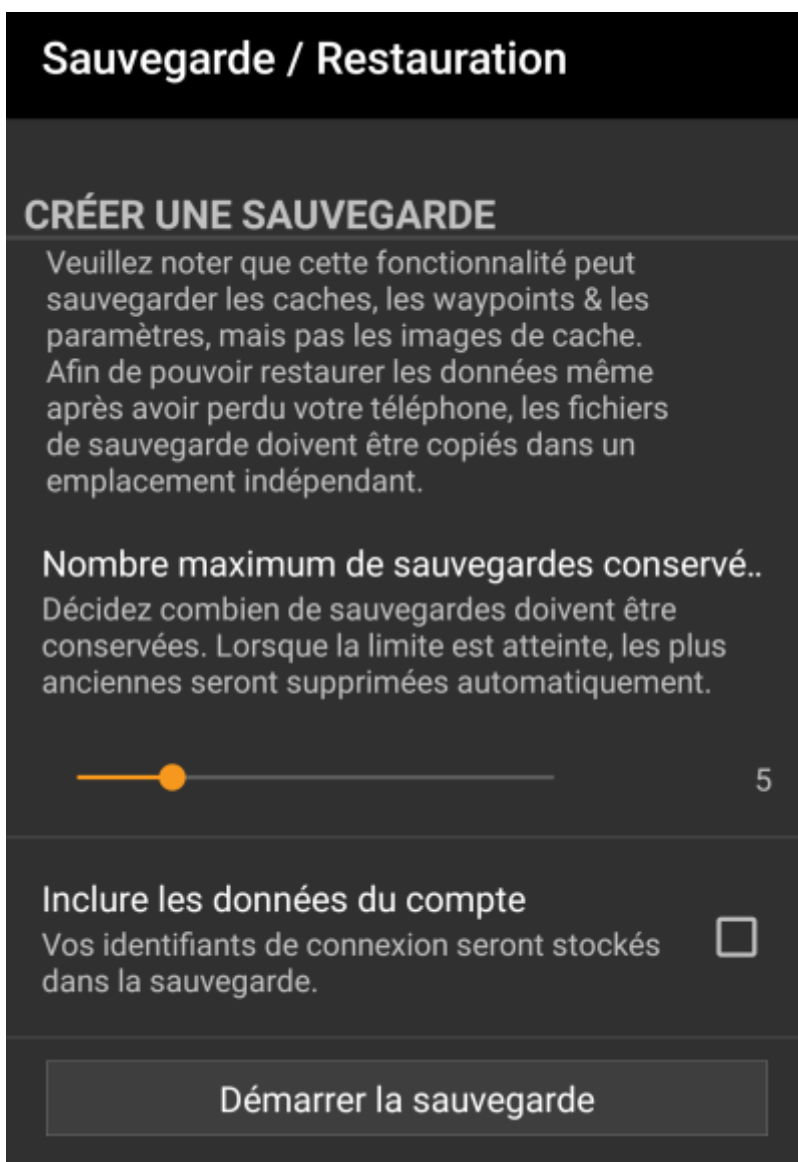 Sauvegarde / Restauration
CRÉER UNE SAUVEGARDE
Veuillez noter que cette fonctionnalité peut
sauvegarder les caches, les waypoints & les
paramètres, mais pas les images de cache.
Afin de pouvoir restaurer les données même
après avoir perdu votre téléphone, les fichiers
de sauvegarde doivent être copiés dans un
emplacement indépendant.
Nombre maximum de sauvegardes conservé..
Décidez combien de sauvegardes doivent être
conservées. Lorsque la limite est atteinte, les plus
anciennes seront supprimées automatiquement.
5
Inclure les données du compte
Vos identifiants de connexion seront stockés
dans la sauvegarde.
Démarrer la sauvegarde